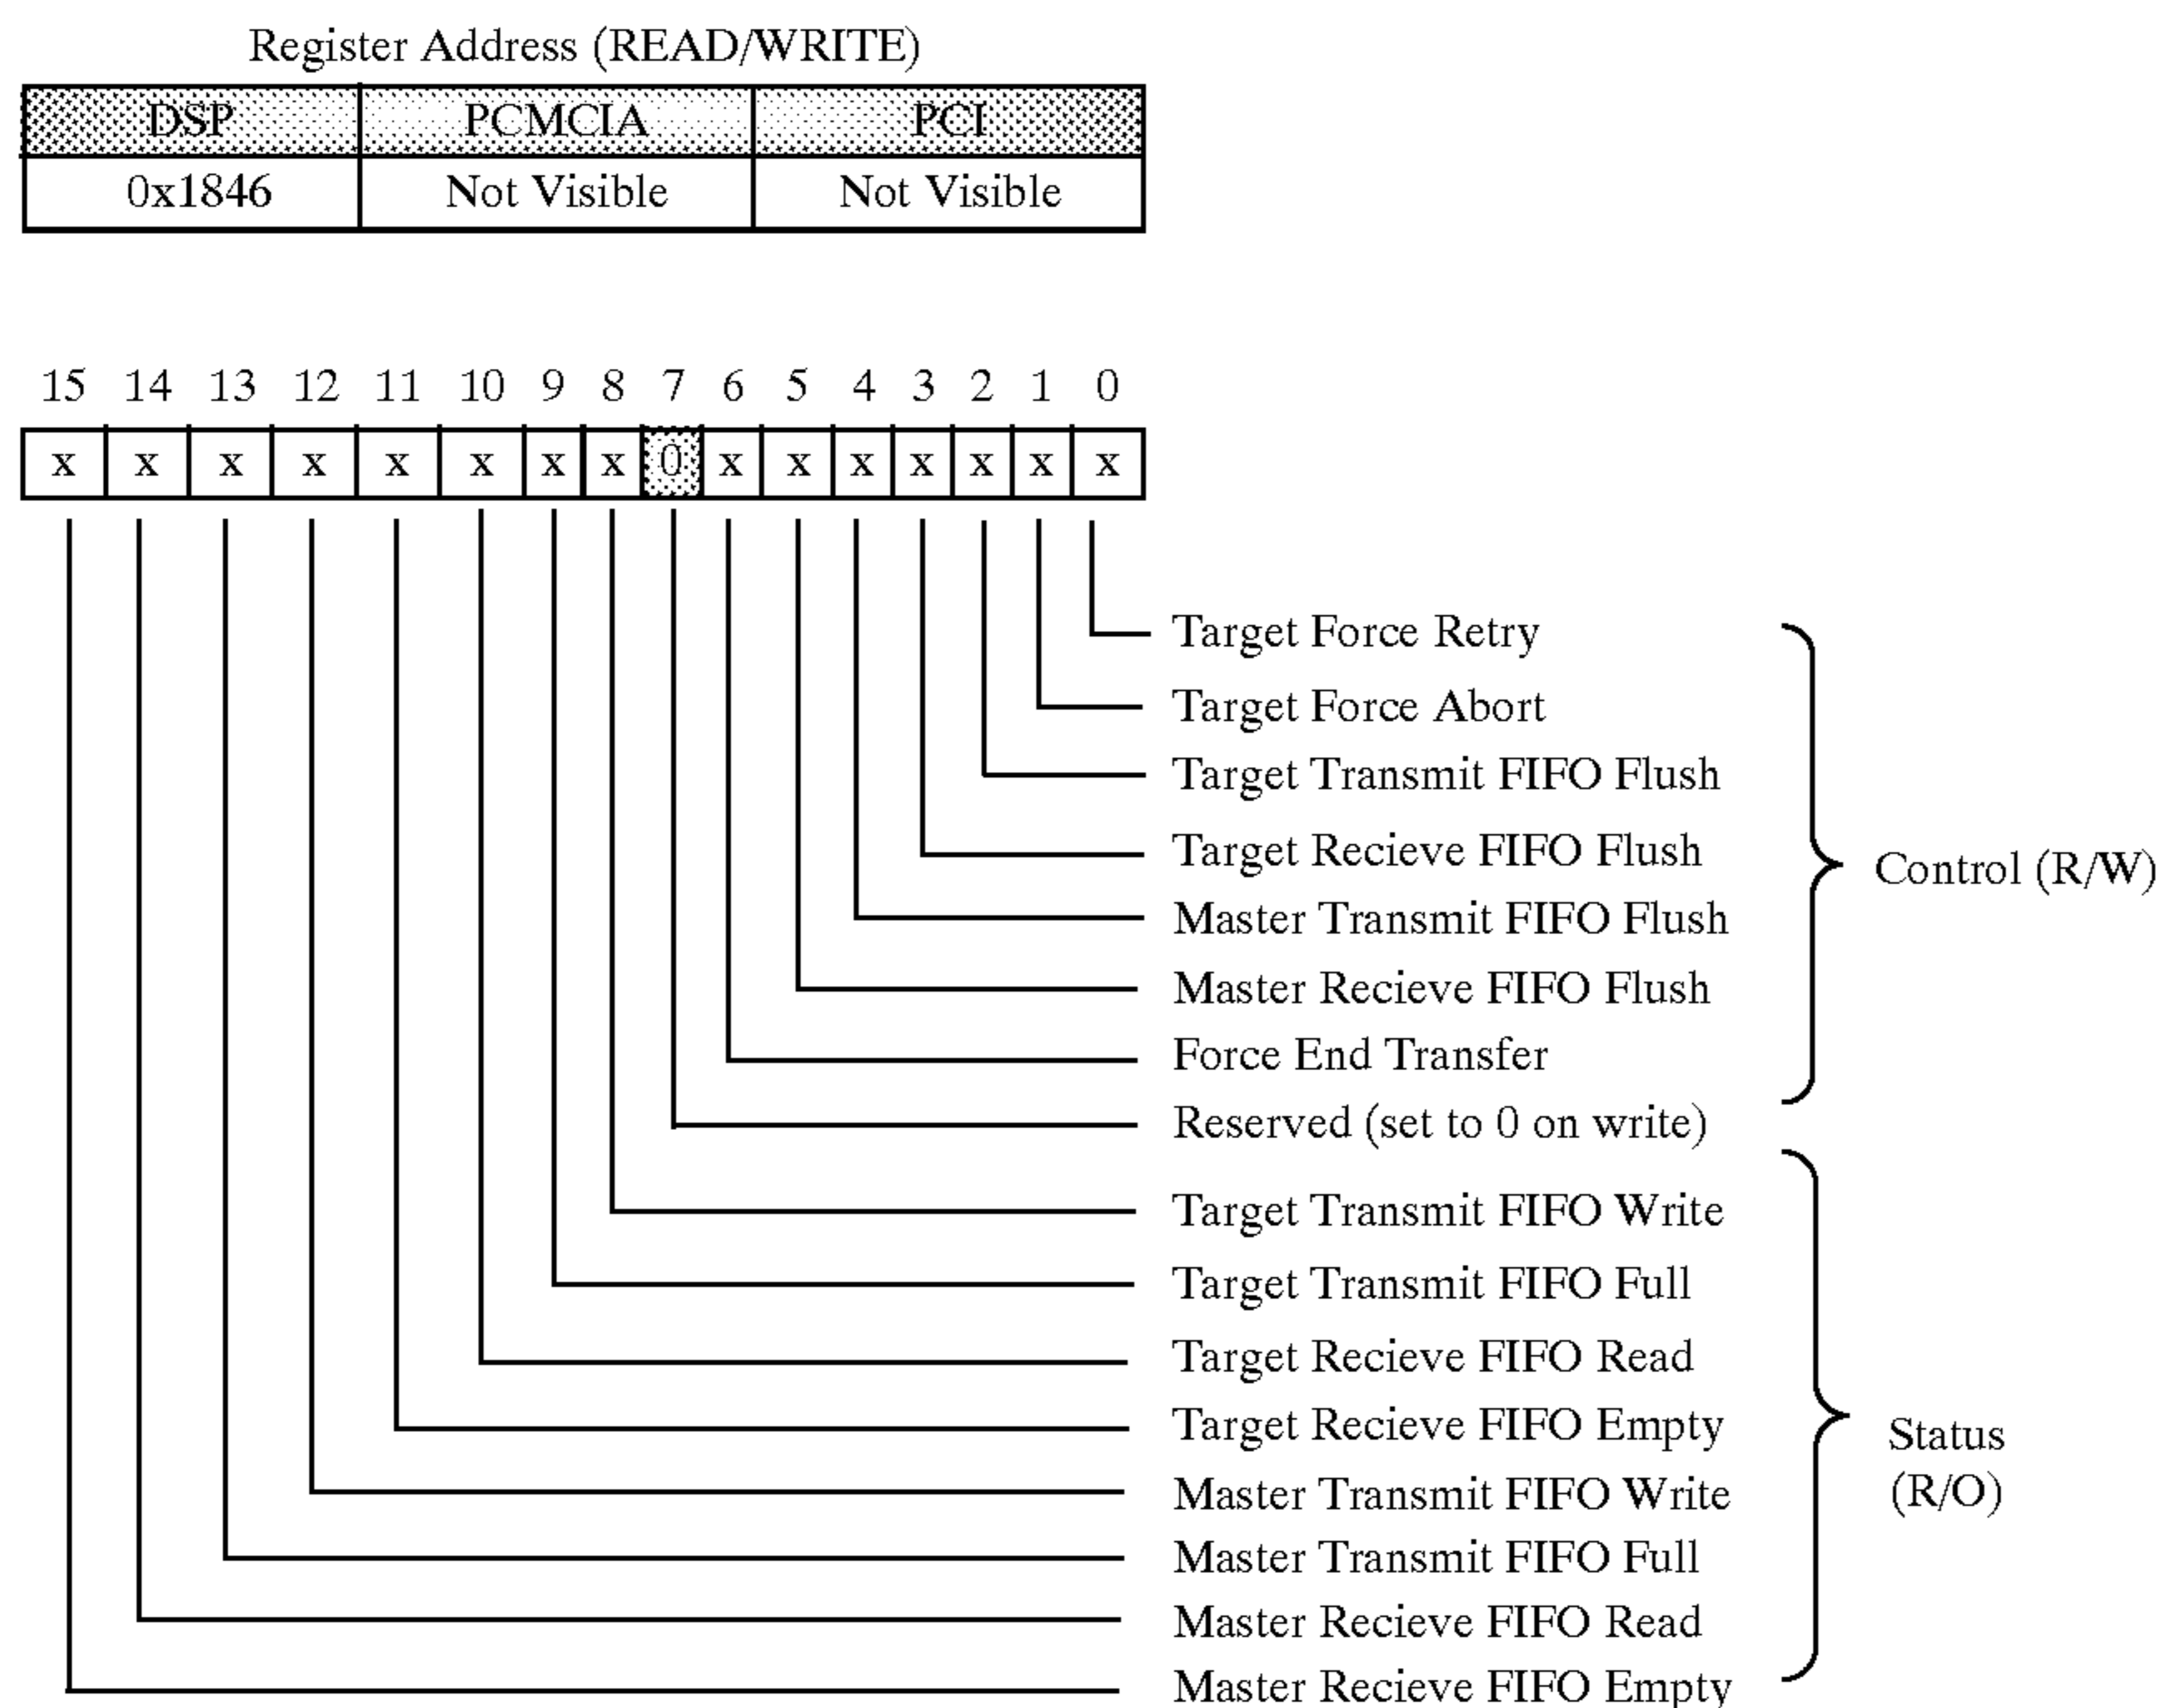 Register Address (READ/WRITE)
DSP PCMCIA PCI
0x1846 Not Visible Not Visible
15 14 13 12 11 10 9 8 7 6 5 4 3 2 1 0
x x x x x x x x 0 x x x x x x x
Target Force Retry
Target Force Abort
Target Transmit FIFO Flush
Target Recieve FIFO Flush
Control (R/W)
Master Transmit FIFO Flush
Master Recieve FIFO Flush
Force End Transfer
Reserved (set to 0 on write)
Target Transmit FIFO Write
Target Transmit FIFO Full
Target Recieve FIFO Read
Target Recieve FIFO Empty
Status
(R/O)
Master Transmit FIFO Write
Master Transmit FIFO Full
Master Recieve FIFO Read
Master Recieve FIFO Empty